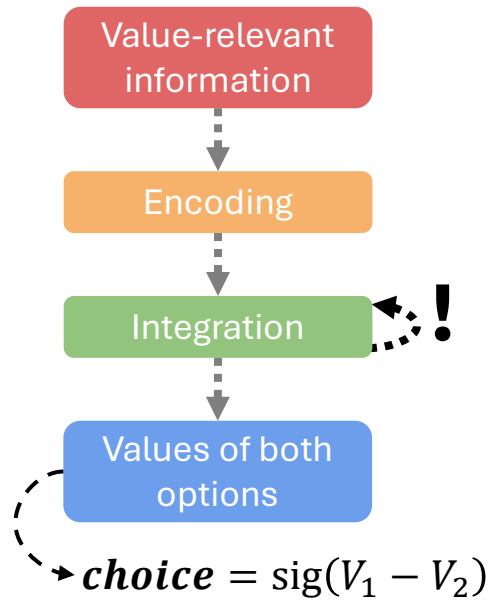 Value-relevant
information
Encoding
Integration
!
Values of both
options
choice = sig(V₁ − V₂)